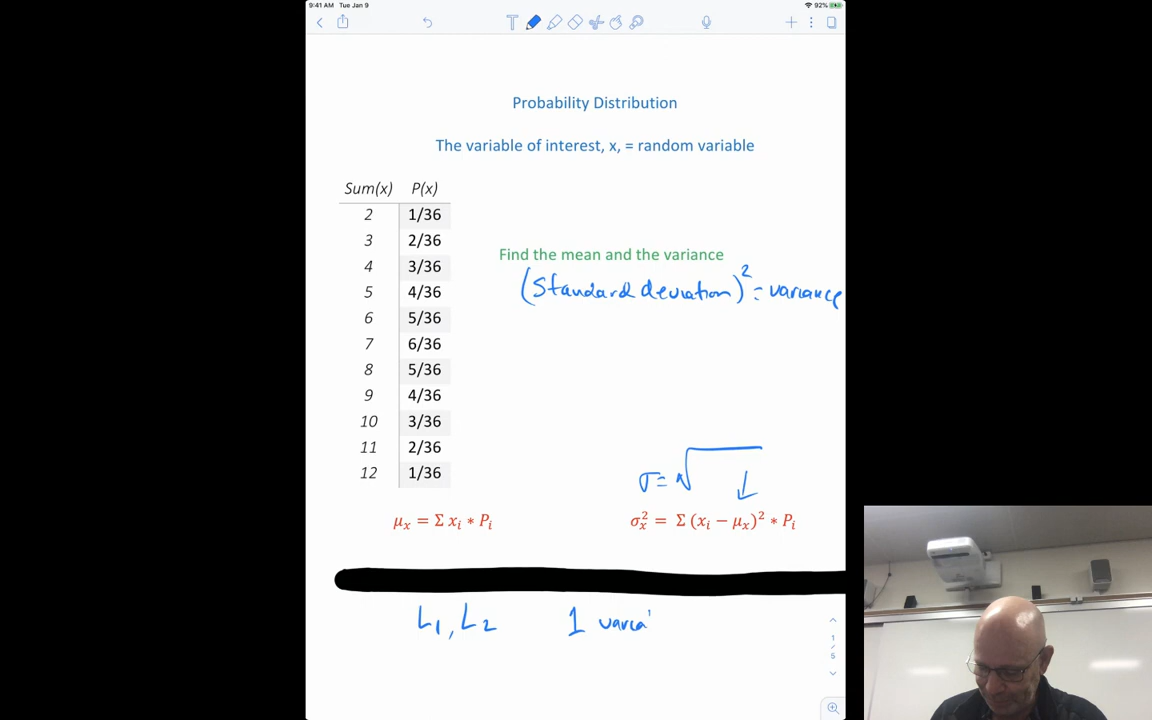 9:41 AM Tue Jan 9
92%
Probability Distribution
The variable of interest, x, = random variable
Sum(x) P(x)
2 1/36
3 2/36
4 3/36
5 4/36
6 5/36
7 6/36
8 5/36
9 4/36
10 3/36
11 2/36
12 1/36
Find the mean and the variance
(Standard deviation)² = variance
σ = √
μₓ = Σ xᵢ * Pᵢ
σₓ² = Σ (xᵢ − μₓ)² * Pᵢ
L₁, L₂ 1 varia
1
/
5